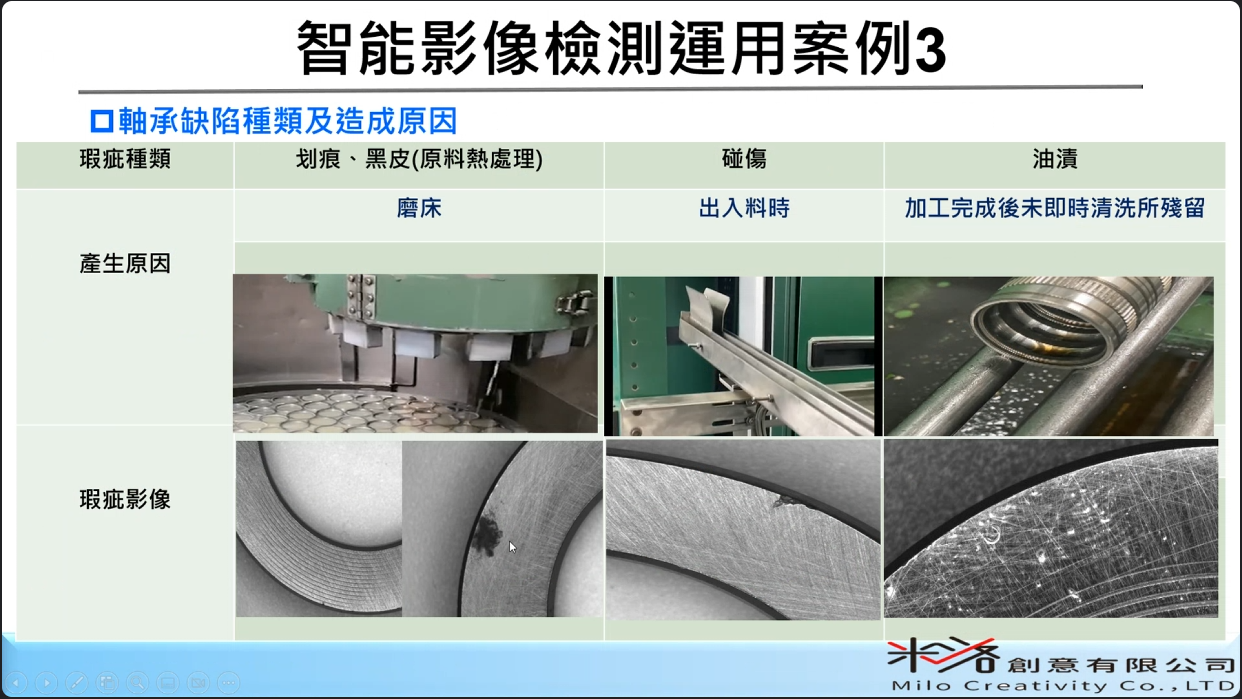 智能影像檢測運用案例3
軸承缺陷種類及造成原因
瑕疵種類 划痕、黑皮(原料熱處理) 碰傷 油漬
產生原因 磨床 出入料時 加工完成後未即時清洗所殘留
瑕疵影像
米洛創意有限公司
Milo Creativity Co.,LTD